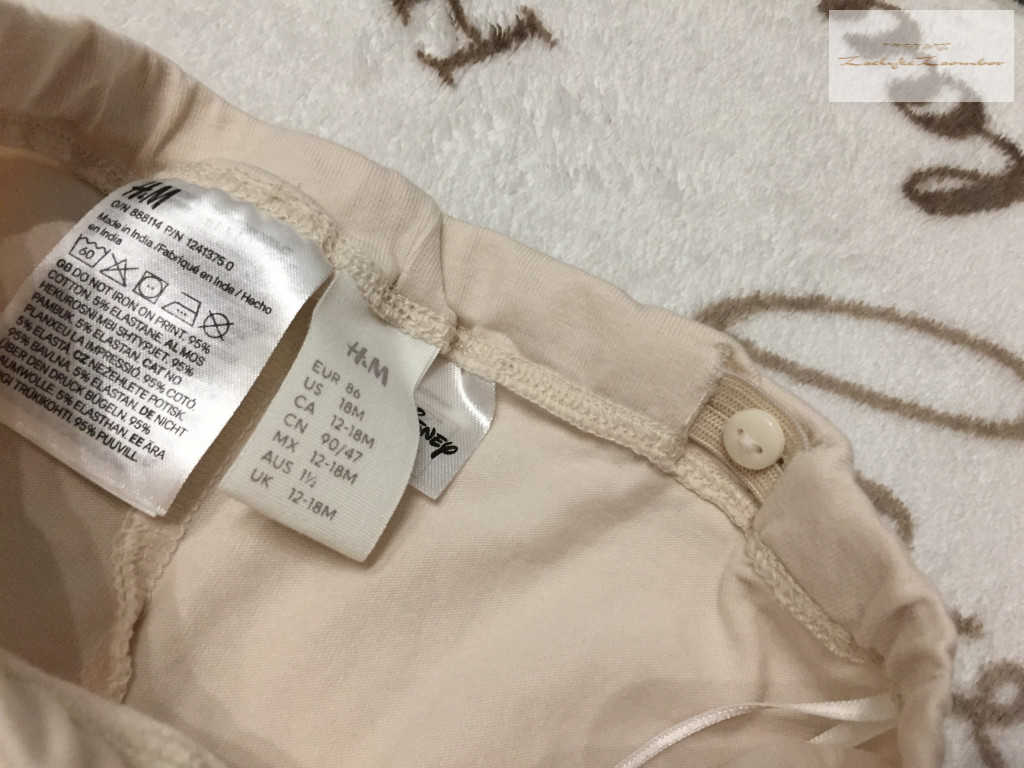 H&M
O/N 888114 P/N 1241375 0
Made in India /Fabriqué en Inde / Hecho
en India
60
GB DO NOT IRON ON PRINT. 95%
COTTON, 5% ELASTANE. AL MOS
HEKUROSNI MBI SHTYPJET. 95%
PAMBUK, 5% ELASTAN. CAT NO
PLANXEU LA IMPRESSIÓ. 95% COTÓ
5% ELASTÀ CZ NEŽEHLETE POTISK
95% BAVLNA, 5% ELASTAN. DE NICHT
ÜBER DEN DRUCK BÜGELN. 95%
BAUMWOLLE, 5% ELASTHAN. EE ÄRA
TRIIKIKOHTI. 95% PUUVILL
H&M
EUR 86
US 18M
CA 12-18M
CN 90/47
MX 12-18M
AUS 1½
UK 12-18M